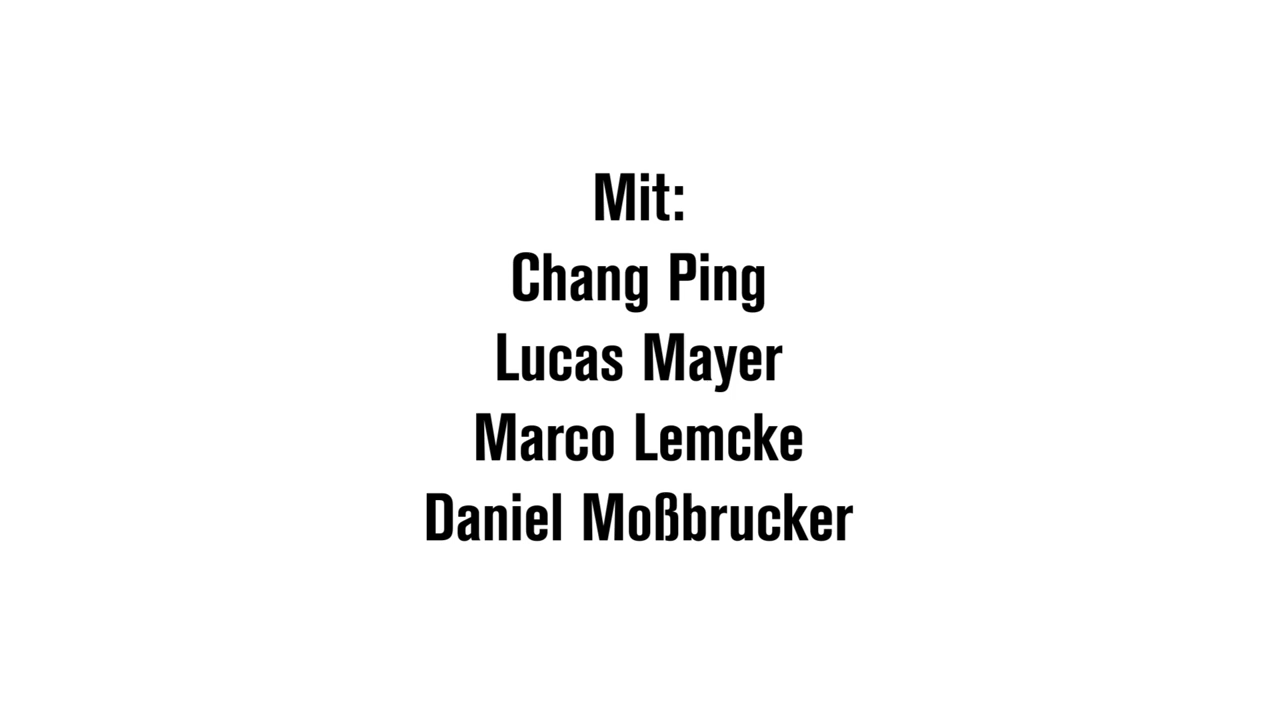 Mit:
Chang Ping
Lucas Mayer
Marco Lemcke
Daniel Moßbrucker